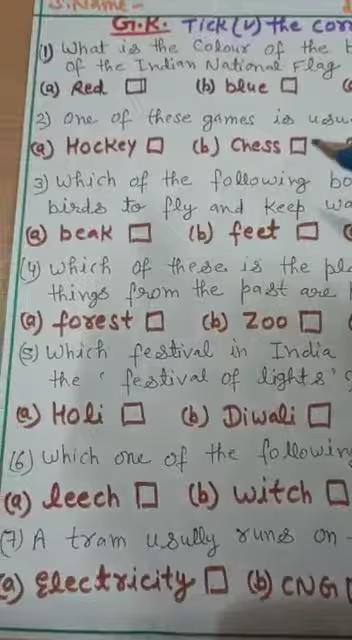 S.Name-
G.K. Tick (√) the
(1) What is the Colour of the
of the Indian National Flag
(a) Red (b) blue
2) One of these games is
(a) Hockey (b) Chess
3) Which of the following
birds to fly and keep
(a) beak (b) feet
(4) Which of these is the
things from the past are
(a) forest (b) Zoo
(5) Which festival in India
the 'festival of lights'
(a) Holi (b) Diwali
(6) Which one of the
(a) leech (b) witch
(7) A tram usully runs on
(a) Electricity (b) CNG